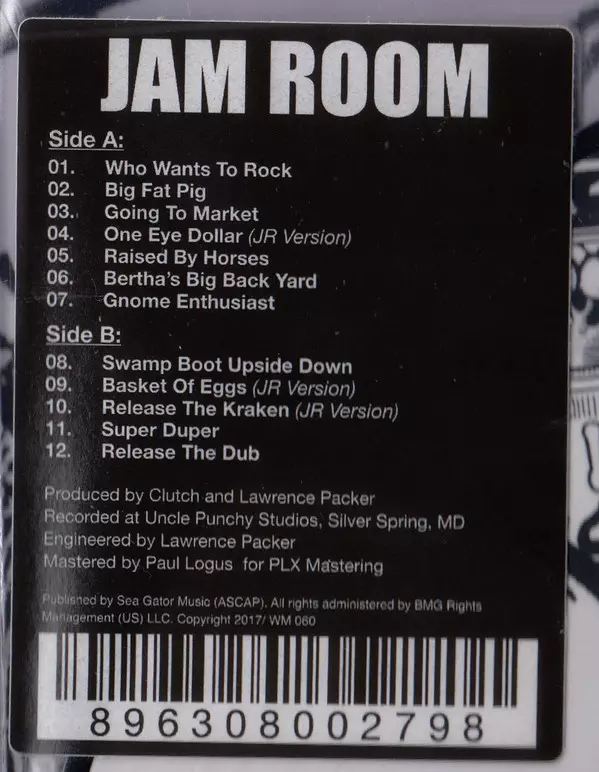 JAM ROOM
Side A:
01. Who Wants To Rock
02. Big Fat Pig
03. Going To Market
04. One Eye Dollar (JR Version)
05. Raised By Horses
06. Bertha's Big Back Yard
07. Gnome Enthusiast
Side B:
08. Swamp Boot Upside Down
09. Basket Of Eggs (JR Version)
10. Release The Kraken (JR Version)
11. Super Duper
12. Release The Dub
Produced by Clutch and Lawrence Packer
Recorded at Uncle Punchy Studios, Silver Spring, MD
Engineered by Lawrence Packer
Mastered by Paul Logus for PLX Mastering
Published by Sea Gator Music (ASCAP). All rights administered by BMG Rights
Management (US) LLC. Copyright 2017/ WM 060
896308002798